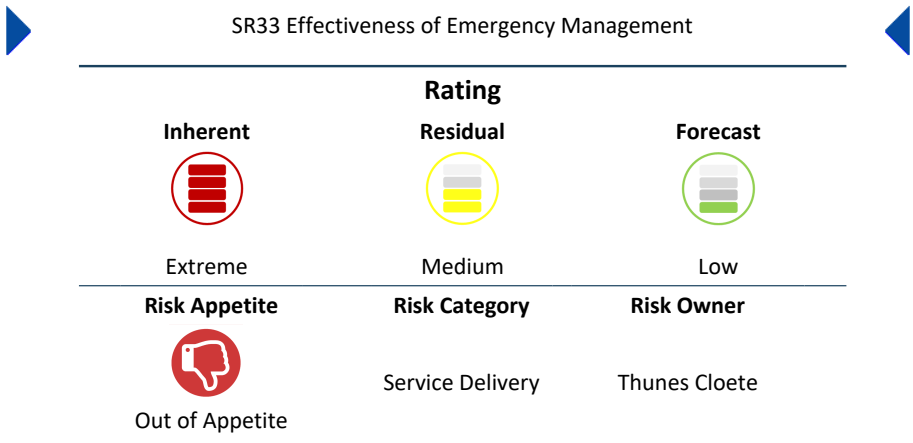 SR33 Effectiveness of Emergency Management
Rating
Inherent Residual Forecast
Extreme Medium Low
Risk Appetite Risk Category Risk Owner
Service Delivery Thunes Cloete
Out of Appetite